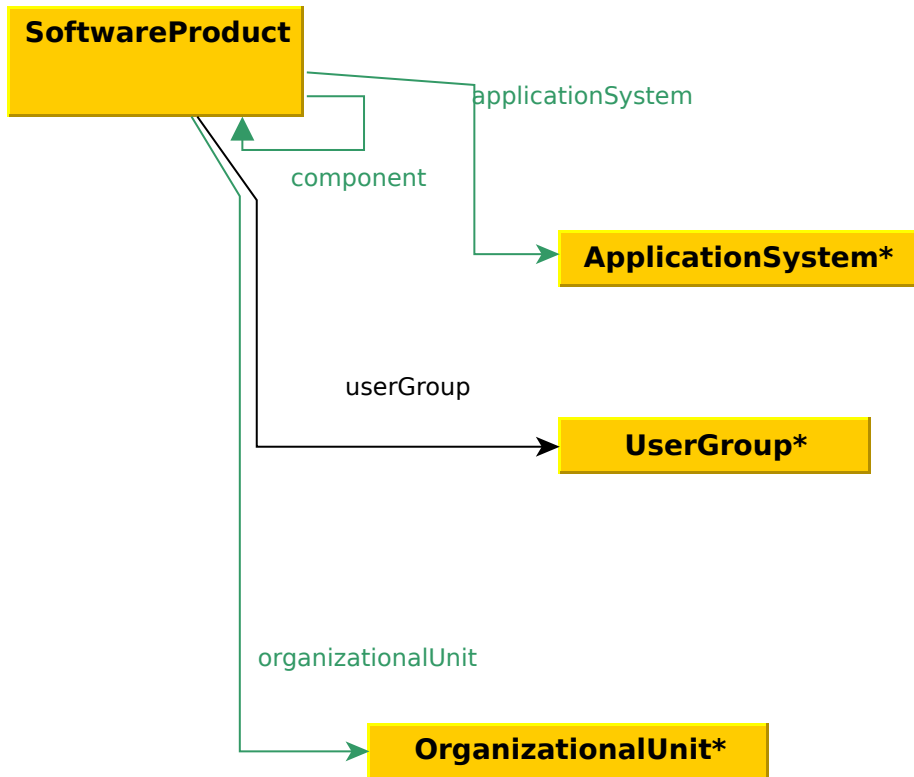 SoftwareProduct
applicationSystem
component
ApplicationSystem*
userGroup
UserGroup*
organizationalUnit
OrganizationalUnit*